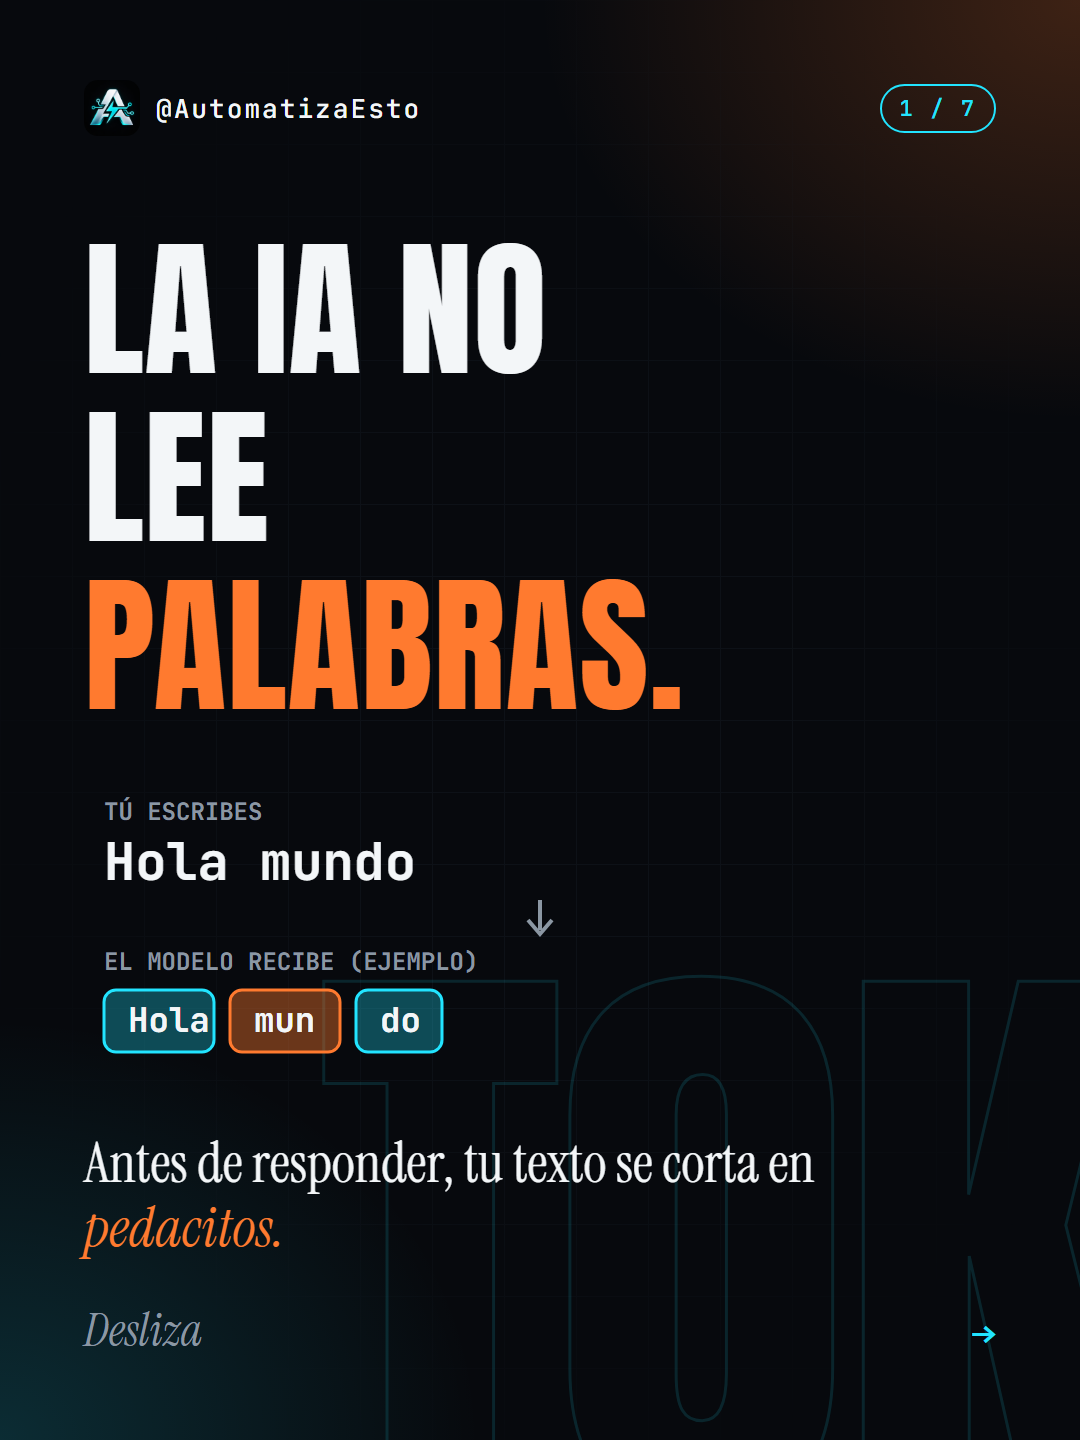 @AutomatizaEsto
1 / 7
LA IA NO
LEE
PALABRAS.
TÚ ESCRIBES
Hola mundo
↓
EL MODELO RECIBE (EJEMPLO)
Hola mun do
Antes de responder, tu texto se corta en
pedacitos.
Desliza →
TOK